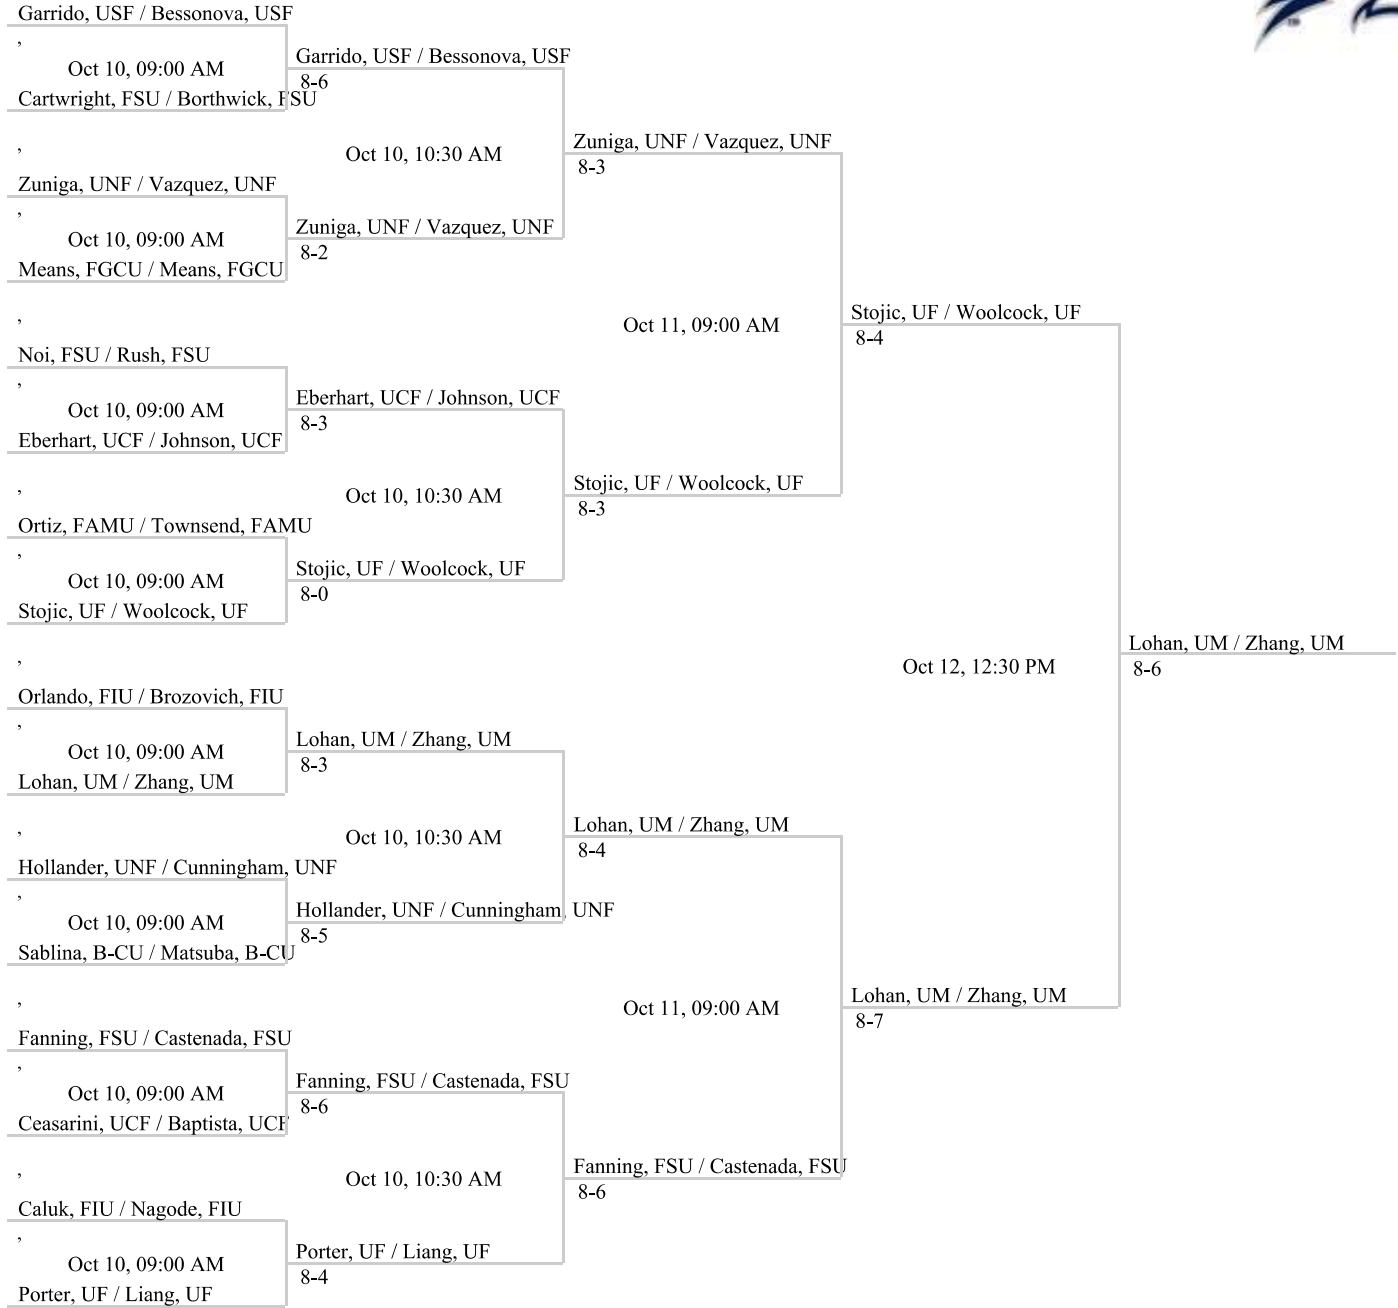 Garrido, USF / Bessonova, USF
,
Oct 10, 09:00 AM
Cartwright, FSU / Borthwick, FSU
Garrido, USF / Bessonova, USF
8-6
,
Oct 10, 10:30 AM
Zuniga, UNF / Vazquez, UNF
8-3
Zuniga, UNF / Vazquez, UNF
,
Oct 10, 09:00 AM
Means, FGCU / Means, FGCU
Zuniga, UNF / Vazquez, UNF
8-2
,
Oct 11, 09:00 AM
Stojic, UF / Woolcock, UF
8-4
Noi, FSU / Rush, FSU
,
Oct 10, 09:00 AM
Eberhart, UCF / Johnson, UCF
Eberhart, UCF / Johnson, UCF
8-3
,
Oct 10, 10:30 AM
Stojic, UF / Woolcock, UF
8-3
Ortiz, FAMU / Townsend, FAMU
,
Oct 10, 09:00 AM
Stojic, UF / Woolcock, UF
Stojic, UF / Woolcock, UF
8-0
,
Oct 12, 12:30 PM
Lohan, UM / Zhang, UM
8-6
Orlando, FIU / Brozovich, FIU
,
Oct 10, 09:00 AM
Lohan, UM / Zhang, UM
Lohan, UM / Zhang, UM
8-3
,
Oct 10, 10:30 AM
Lohan, UM / Zhang, UM
8-4
Hollander, UNF / Cunningham, UNF
,
Oct 10, 09:00 AM
Sablina, B-CU / Matsuba, B-CU
Hollander, UNF / Cunningham, UNF
8-5
,
Oct 11, 09:00 AM
Lohan, UM / Zhang, UM
8-7
Fanning, FSU / Castenada, FSU
,
Oct 10, 09:00 AM
Ceasarini, UCF / Baptista, UCF
Fanning, FSU / Castenada, FSU
8-6
,
Oct 10, 10:30 AM
Fanning, FSU / Castenada, FSU
8-6
Caluk, FIU / Nagode, FIU
,
Oct 10, 09:00 AM
Porter, UF / Liang, UF
Porter, UF / Liang, UF
8-4